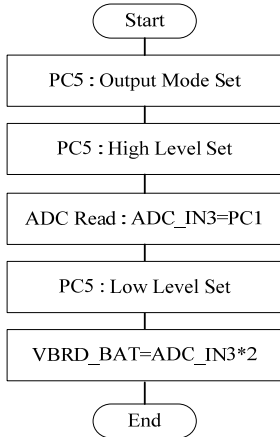 Start
PC5 : Output Mode Set
PC5 : High Level Set
ADC Read : ADC_IN3=PC1
PC5 : Low Level Set
VBRD_BAT=ADC_IN3*2
End